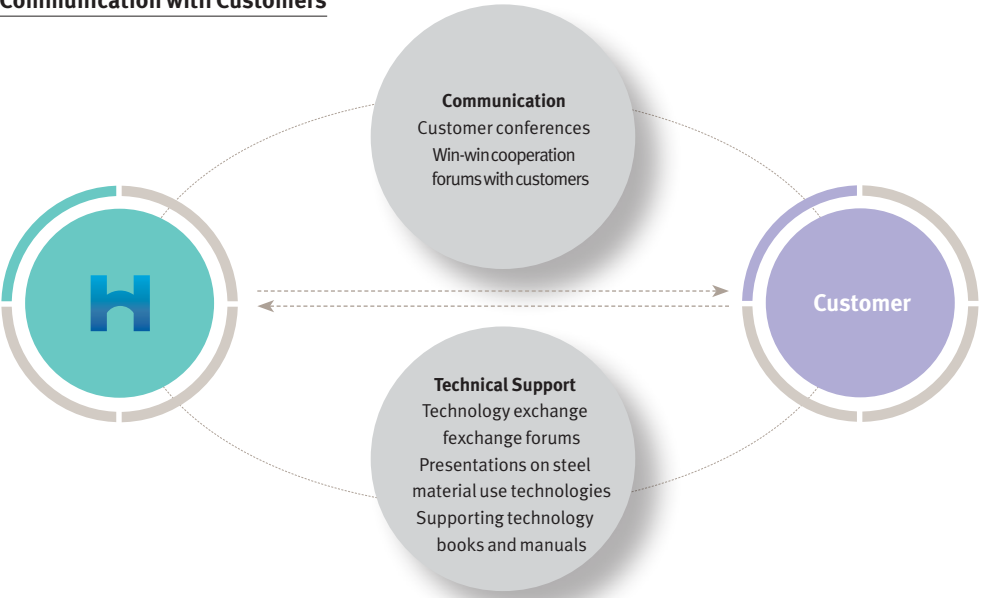 Communication with Customers
Communication
Customer conferences
Win-win cooperation
forums with customers
H
Customer
Technical Support
Technology exchange
fexchange forums
Presentations on steel
material use technologies
Supporting technology
books and manuals